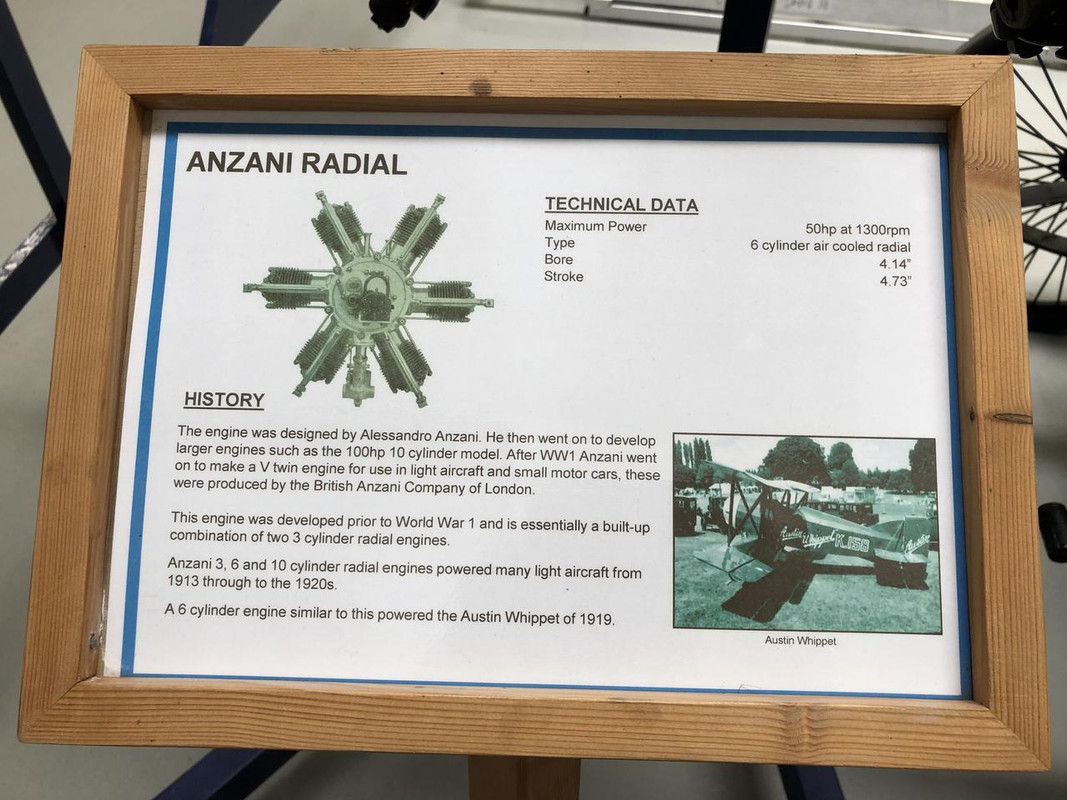 ANZANI RADIAL
TECHNICAL DATA
Maximum Power 50hp at 1300rpm
Type 6 cylinder air cooled radial
Bore 4.14"
Stroke 4.73"
HISTORY
The engine was designed by Alessandro Anzani. He then went on to develop
larger engines such as the 100hp 10 cylinder model. After WW1 Anzani went
on to make a V twin engine for use in light aircraft and small motor cars, these
were produced by the British Anzani Company of London.
This engine was developed prior to World War 1 and is essentially a built-up
combination of two 3 cylinder radial engines.
Anzani 3, 6 and 10 cylinder radial engines powered many light aircraft from
1913 through to the 1920s.
A 6 cylinder engine similar to this powered the Austin Whippet of 1919.
Austin Whippet K.158
Austin
Austin Whippet